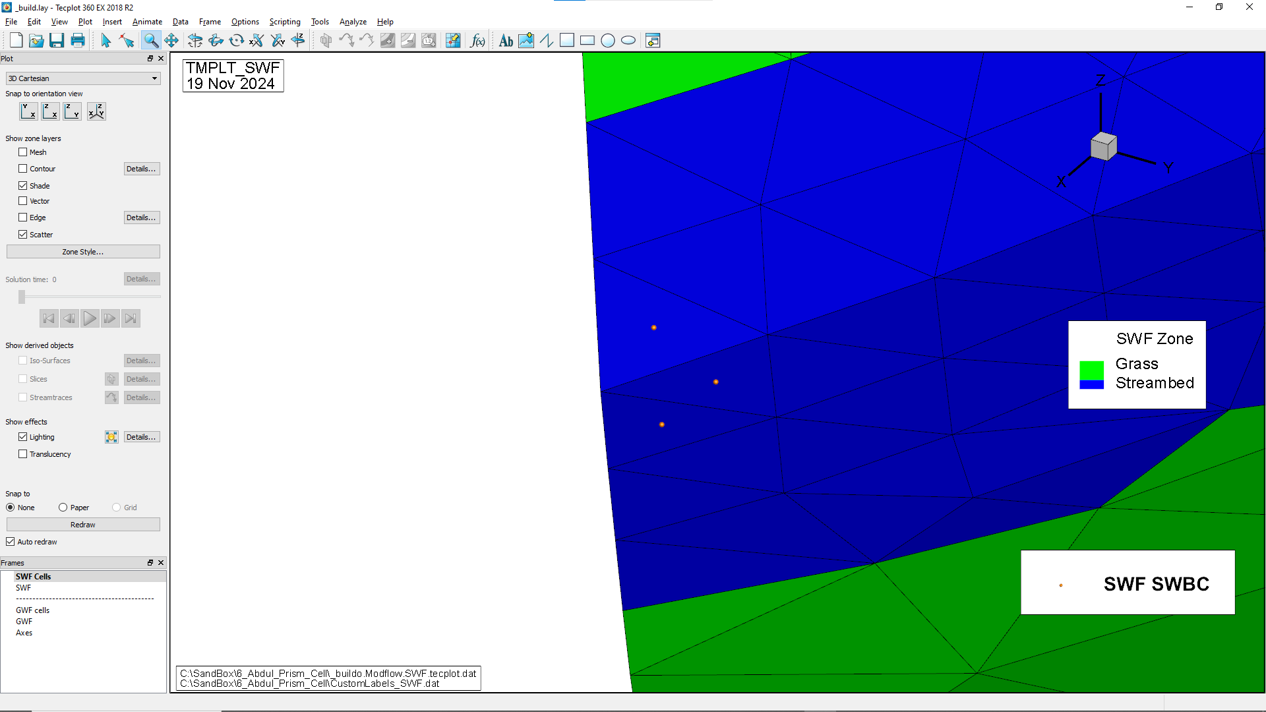 _build.lay - Tecplot 360 EX 2018 R2
File Edit View Plot Insert Animate Data Frame Options Scripting Tools Analyze Help
Plot
3D Cartesian
Snap to orientation view
Show zone layers
Mesh
Contour Details...
Shade
Vector
Edge Details...
Scatter
Zone Style...
Solution time: 0 Details...
Show derived objects
Iso-Surfaces Details...
Slices Details...
Streamtraces Details...
Show effects
Lighting Details...
Translucency
Snap to
None Paper Grid
Redraw
Auto redraw
Frames
SWF Cells
SWF
GWF cells
GWF
Axes
TMPLT_SWF
19 Nov 2024
Z
X
Y
SWF Zone
Grass
Streambed
SWF SWBC
C:\SandBox\6_Abdul_Prism_Cell\_buildo.Modflow.SWF.tecplot.dat
C:\SandBox\6_Abdul_Prism_Cell\CustomLabels_SWF.dat